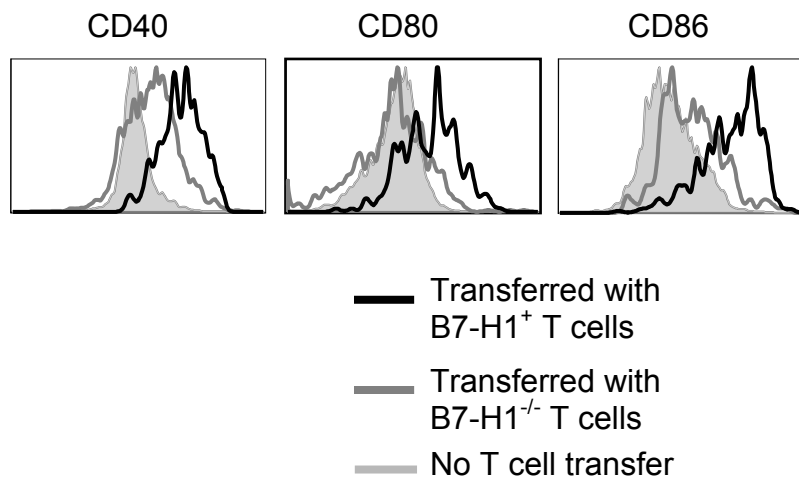 CD40
CD80
CD86
Transferred with
B7-H1⁺ T cells
Transferred with
B7-H1⁻/⁻ T cells
No T cell transfer